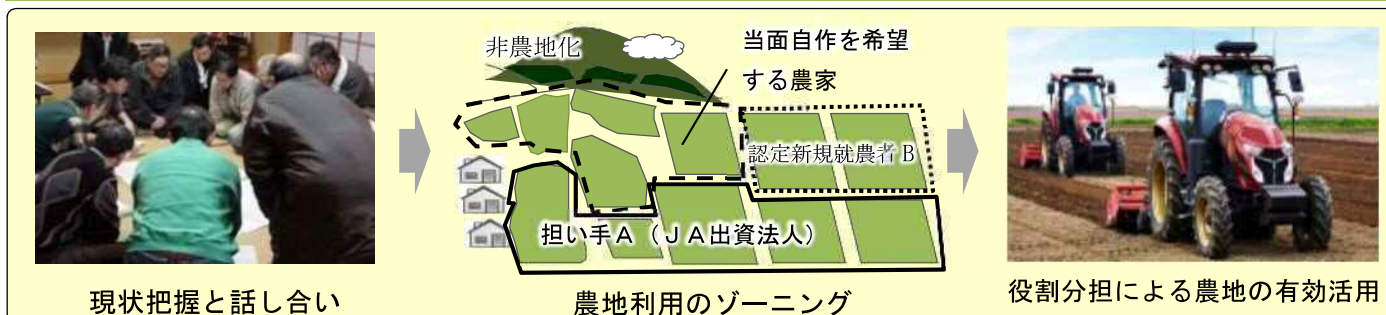 非農地化
当面自作を希望
する農家
認定新規就農者B
担い手A(JA出資法人)
現状把握と話し合い
農地利用のゾーニング
役割分担による農地の有効活用